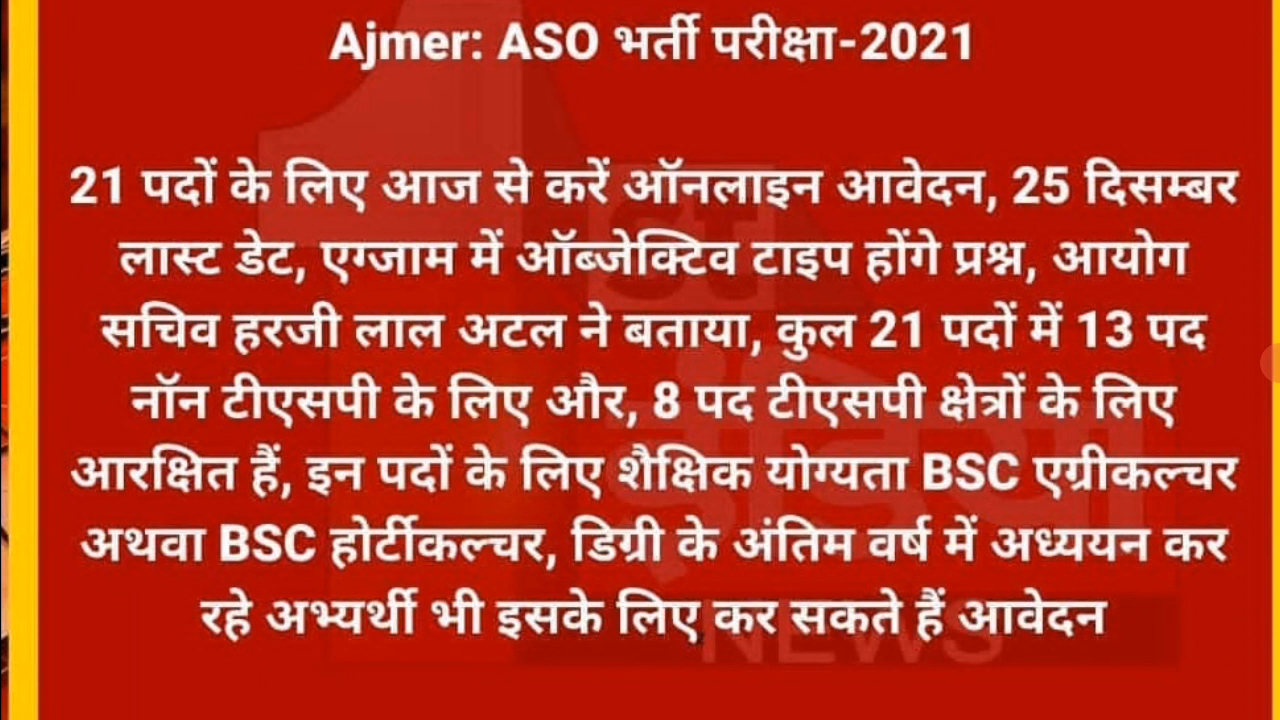 Ajmer: ASO भर्ती परीक्षा-2021
21 पदों के लिए आज से करें ऑनलाइन आवेदन, 25 दिसम्बर
लास्ट डेट, एग्जाम में ऑब्जेक्टिव टाइप होंगे प्रश्न, आयोग
सचिव हरजी लाल अटल ने बताया, कुल 21 पदों में 13 पद
नॉन टीएसपी के लिए और, 8 पद टीएसपी क्षेत्रों के लिए
आरक्षित हैं, इन पदों के लिए शैक्षिक योग्यता BSC एग्रीकल्चर
अथवा BSC होर्टीकल्चर, डिग्री के अंतिम वर्ष में अध्ययन कर
रहे अभ्यर्थी भी इसके लिए कर सकते हैं आवेदन
1st
इंडिया
NEWS